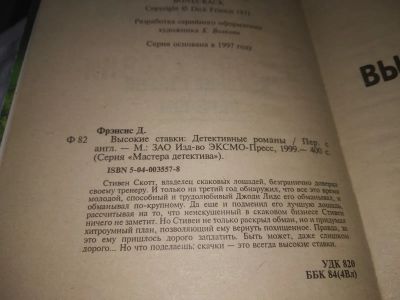 BONECRACK
Copyright © Dick Francis 1971
Разработка серийного оформления
художника Е. Волкова
Серия основана в 1997 году
ВЫ
Фрэнсис Д.
Ф 82 Высокие ставки: Детективные романы / Пер. с
англ. — М.: ЗАО Изд-во ЭКСМО-Пресс, 1999.— 400 с.
(Серия «Мастера детектива»).
ISBN 5-04-003557-8
Стивен Скотт, владелец скаковых лошадей, безгранично доверял
своему тренеру. И только на третий год обнаружил, что все это время
молодой, способный и трудолюбивый Джоди Лидс его обманывал, и
обманывал по-крупному. Да еще и подменил его лучшую лошадь,
рассчитывая на то, что неискушенный в скаковом бизнесе Стивен
ничего не заметит. Но Стивен не только раскрыл обман, но и придумал
хитроумный план, позволяющий ему вернуть похищенное. Правда, за
это ему пришлось дорого заплатить. Быть может, даже слишком
дорого... Но что поделаешь: скачки — это всегда высокие ставки.
УДК 820
ББК 84(4Вл)